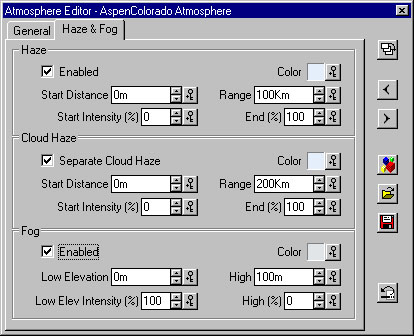 Atmosphere Editor - AspenColorado Atmosphere
General Haze & Fog
Haze
Enabled Color
Start Distance 0m Range 100Km
Start Intensity (%) 0 End (%) 100
Cloud Haze
Separate Cloud Haze Color
Start Distance 0m Range 200Km
Start Intensity (%) 0 End (%) 100
Fog
Enabled Color
Low Elevation 0m High 100m
Low Elev Intensity (%) 100 High (%) 0